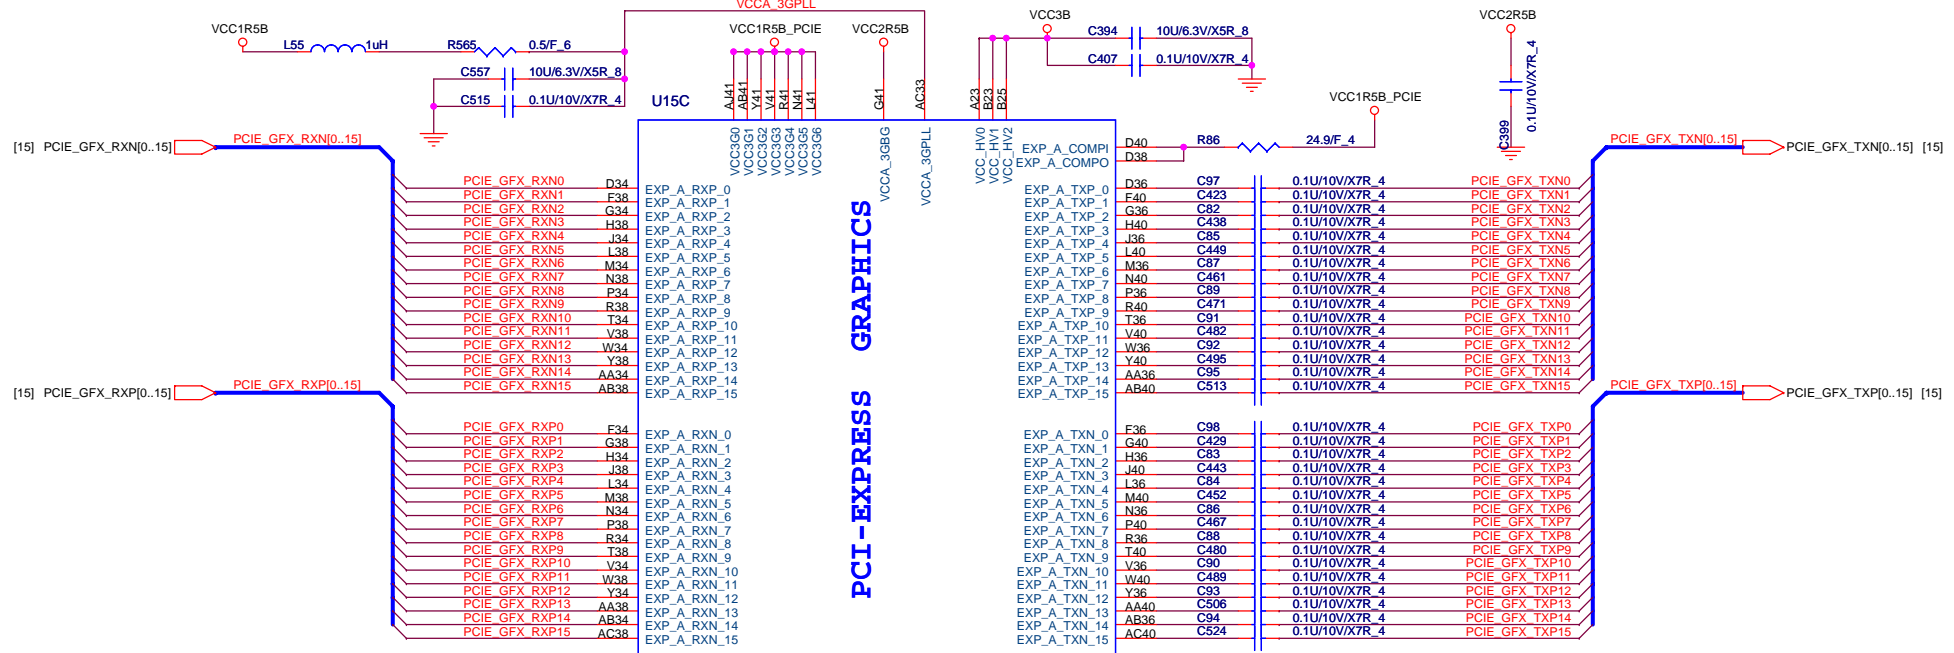 VCCA_3GPLL
VCC1R5B
L55 1uH R565 0.5/F_6
C557 10U/6.3V/X5R_8
C515 0.1U/10V/X7R_4
VCC1R5B_PCIE
VCC2R5B
VCC3B
C394 10U/6.3V/X5R_8
C407 0.1U/10V/X7R_4
VCC2R5B
0.1U/10V/X7R_4
C399
VCC1R5B_PCIE
U15C
AJ41 AB41 Y41 V41 R41 N41 L41 G41 AC33 A23 B23 B25
VCC3G0 VCC3G1 VCC3G2 VCC3G3 VCC3G4 VCC3G5 VCC3G6 VCCA_3GBG VCCA_3GPLL VCC_HV0 VCC_HV1 VCC_HV2
EXP_A_COMPI D40 R86 24.9/F_4
EXP_A_COMPO D38
[15] PCIE_GFX_RXN[0..15] PCIE_GFX_RXN[0..15]
PCIE_GFX_TXN[0..15] PCIE_GFX_TXN[0..15] [15]
PCIE_GFX_RXN0 D34 EXP_A_RXP_0 EXP_A_TXP_0 D36 C97 0.1U/10V/X7R_4 PCIE_GFX_TXN0
PCIE_GFX_RXN1 F38 EXP_A_RXP_1 EXP_A_TXP_1 F40 C423 0.1U/10V/X7R_4 PCIE_GFX_TXN1
PCIE_GFX_RXN2 G34 EXP_A_RXP_2 EXP_A_TXP_2 G36 C82 0.1U/10V/X7R_4 PCIE_GFX_TXN2
PCIE_GFX_RXN3 H38 EXP_A_RXP_3 EXP_A_TXP_3 H40 C438 0.1U/10V/X7R_4 PCIE_GFX_TXN3
PCIE_GFX_RXN4 J34 EXP_A_RXP_4 EXP_A_TXP_4 J36 C85 0.1U/10V/X7R_4 PCIE_GFX_TXN4
PCIE_GFX_RXN5 L38 EXP_A_RXP_5 EXP_A_TXP_5 L40 C449 0.1U/10V/X7R_4 PCIE_GFX_TXN5
PCIE_GFX_RXN6 M34 EXP_A_RXP_6 EXP_A_TXP_6 M36 C87 0.1U/10V/X7R_4 PCIE_GFX_TXN6
PCIE_GFX_RXN7 N38 EXP_A_RXP_7 EXP_A_TXP_7 N40 C461 0.1U/10V/X7R_4 PCIE_GFX_TXN7
PCIE_GFX_RXN8 P34 EXP_A_RXP_8 EXP_A_TXP_8 P36 C89 0.1U/10V/X7R_4 PCIE_GFX_TXN8
PCIE_GFX_RXN9 R38 EXP_A_RXP_9 EXP_A_TXP_9 R40 C471 0.1U/10V/X7R_4 PCIE_GFX_TXN9
PCIE_GFX_RXN10 T34 EXP_A_RXP_10 EXP_A_TXP_10 T36 C91 0.1U/10V/X7R_4 PCIE_GFX_TXN10
PCIE_GFX_RXN11 V38 EXP_A_RXP_11 EXP_A_TXP_11 V40 C482 0.1U/10V/X7R_4 PCIE_GFX_TXN11
PCIE_GFX_RXN12 W34 EXP_A_RXP_12 EXP_A_TXP_12 W36 C92 0.1U/10V/X7R_4 PCIE_GFX_TXN12
PCIE_GFX_RXN13 Y38 EXP_A_RXP_13 EXP_A_TXP_13 Y40 C495 0.1U/10V/X7R_4 PCIE_GFX_TXN13
PCIE_GFX_RXN14 AA34 EXP_A_RXP_14 EXP_A_TXP_14 AA36 C95 0.1U/10V/X7R_4 PCIE_GFX_TXN14
PCIE_GFX_RXN15 AB38 EXP_A_RXP_15 EXP_A_TXP_15 AB40 C513 0.1U/10V/X7R_4 PCIE_GFX_TXN15
PCI-EXPRESS GRAPHICS
[15] PCIE_GFX_RXP[0..15] PCIE_GFX_RXP[0..15]
PCIE_GFX_TXP[0..15] PCIE_GFX_TXP[0..15] [15]
PCIE_GFX_RXP0 F34 EXP_A_RXN_0 EXP_A_TXN_0 F36 C98 0.1U/10V/X7R_4 PCIE_GFX_TXP0
PCIE_GFX_RXP1 G38 EXP_A_RXN_1 EXP_A_TXN_1 G40 C429 0.1U/10V/X7R_4 PCIE_GFX_TXP1
PCIE_GFX_RXP2 H34 EXP_A_RXN_2 EXP_A_TXN_2 H36 C83 0.1U/10V/X7R_4 PCIE_GFX_TXP2
PCIE_GFX_RXP3 J38 EXP_A_RXN_3 EXP_A_TXN_3 J40 C443 0.1U/10V/X7R_4 PCIE_GFX_TXP3
PCIE_GFX_RXP4 L34 EXP_A_RXN_4 EXP_A_TXN_4 L36 C84 0.1U/10V/X7R_4 PCIE_GFX_TXP4
PCIE_GFX_RXP5 M38 EXP_A_RXN_5 EXP_A_TXN_5 M40 C452 0.1U/10V/X7R_4 PCIE_GFX_TXP5
PCIE_GFX_RXP6 N34 EXP_A_RXN_6 EXP_A_TXN_6 N36 C86 0.1U/10V/X7R_4 PCIE_GFX_TXP6
PCIE_GFX_RXP7 P38 EXP_A_RXN_7 EXP_A_TXN_7 P40 C467 0.1U/10V/X7R_4 PCIE_GFX_TXP7
PCIE_GFX_RXP8 R34 EXP_A_RXN_8 EXP_A_TXN_8 R36 C88 0.1U/10V/X7R_4 PCIE_GFX_TXP8
PCIE_GFX_RXP9 T38 EXP_A_RXN_9 EXP_A_TXN_9 T40 C480 0.1U/10V/X7R_4 PCIE_GFX_TXP9
PCIE_GFX_RXP10 V34 EXP_A_RXN_10 EXP_A_TXN_10 V36 C90 0.1U/10V/X7R_4 PCIE_GFX_TXP10
PCIE_GFX_RXP11 W38 EXP_A_RXN_11 EXP_A_TXN_11 W40 C489 0.1U/10V/X7R_4 PCIE_GFX_TXP11
PCIE_GFX_RXP12 Y34 EXP_A_RXN_12 EXP_A_TXN_12 Y36 C93 0.1U/10V/X7R_4 PCIE_GFX_TXP12
PCIE_GFX_RXP13 AA38 EXP_A_RXN_13 EXP_A_TXN_13 AA40 C506 0.1U/10V/X7R_4 PCIE_GFX_TXP13
PCIE_GFX_RXP14 AB34 EXP_A_RXN_14 EXP_A_TXN_14 AB36 C94 0.1U/10V/X7R_4 PCIE_GFX_TXP14
PCIE_GFX_RXP15 AC38 EXP_A_RXN_15 EXP_A_TXN_15 AC40 C524 0.1U/10V/X7R_4 PCIE_GFX_TXP15